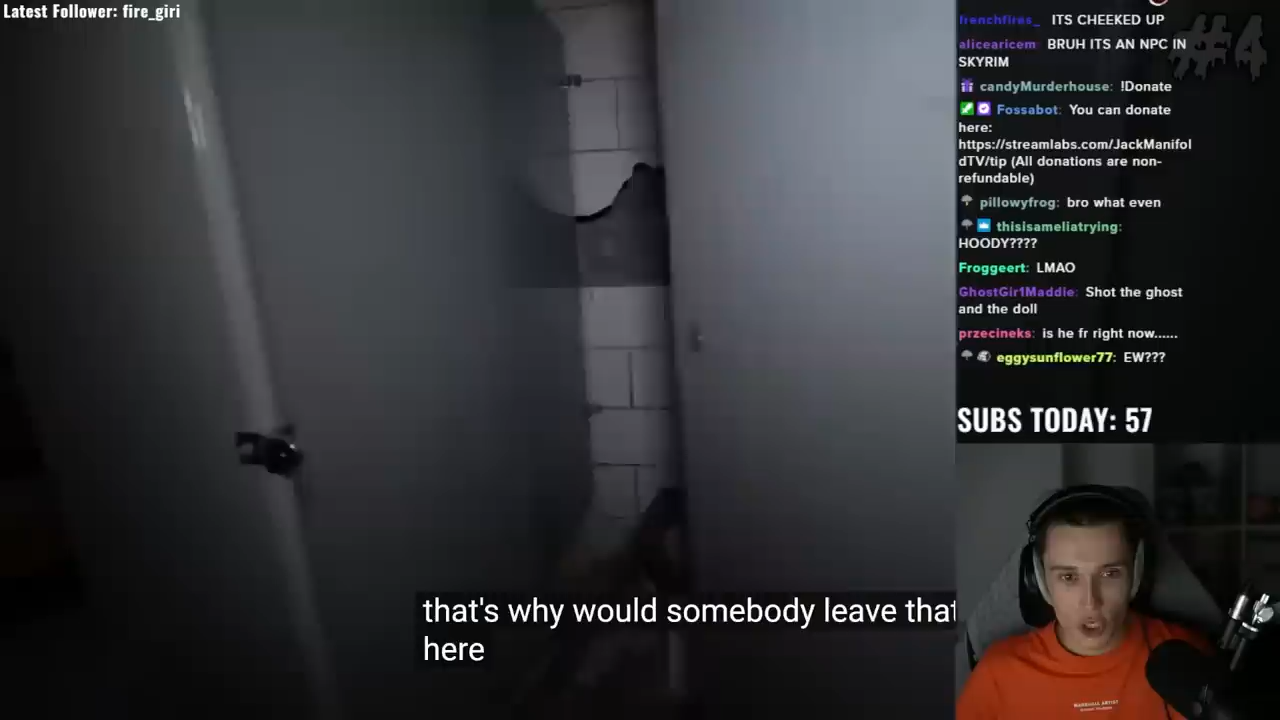 Latest Follower: fire_giri
frenchfires_ ITS CHEEKED UP
alicearicem: BRUH ITS AN NPC IN
SKYRIM
#4
candyMurderhouse: !Donate
Fossabot: You can donate
here:
https://streamlabs.com/JackManifol
dTV/tip (All donations are non-
refundable)
pillowyfrog: bro what even
thisisameliatrying:
HOODY????
Froggeert: LMAO
GhostGir1Maddie: Shot the ghost
and the doll
przecineks: is he fr right now......
eggysunflower77: EW???
SUBS TODAY: 57
that's why would somebody leave that
here